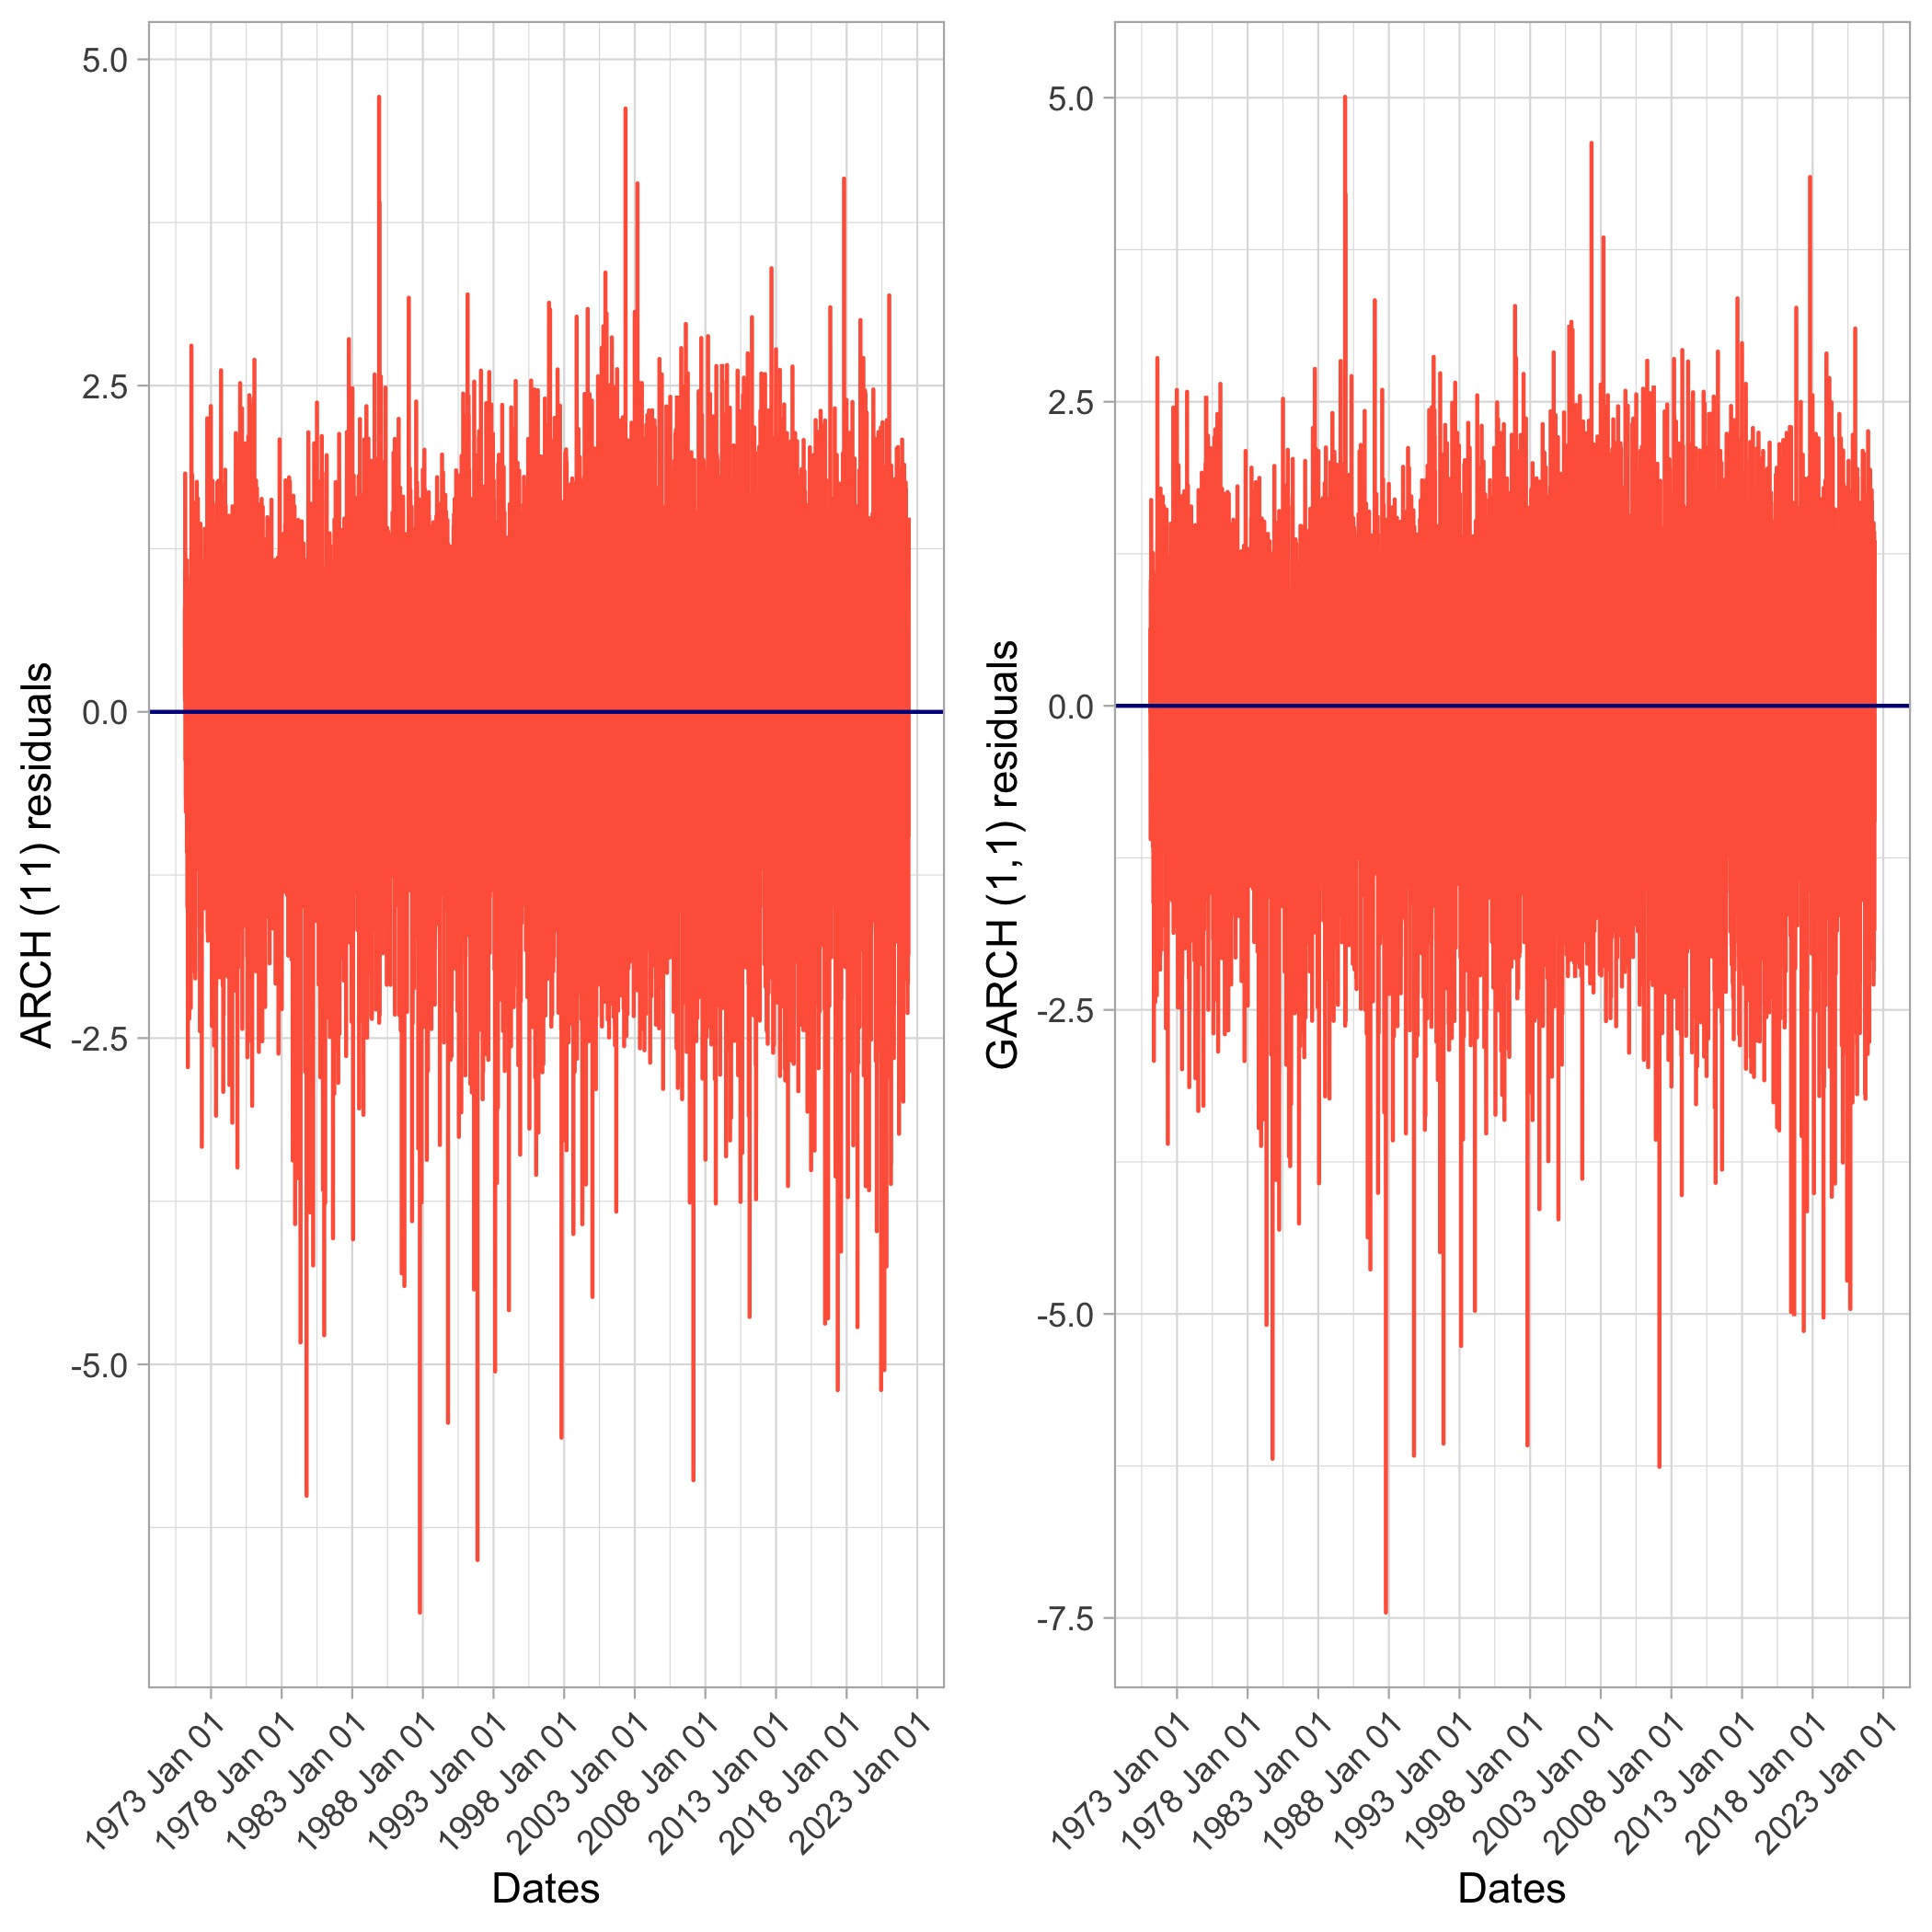 ARCH (11) residuals
5.0
2.5
0.0
-2.5
-5.0
1973 Jan 01
1978 Jan 01
1983 Jan 01
1988 Jan 01
1993 Jan 01
1998 Jan 01
2003 Jan 01
2008 Jan 01
2013 Jan 01
2018 Jan 01
2023 Jan 01
Dates
GARCH (1,1) residuals
5.0
2.5
0.0
-2.5
-5.0
-7.5
1973 Jan 01
1978 Jan 01
1983 Jan 01
1988 Jan 01
1993 Jan 01
1998 Jan 01
2003 Jan 01
2008 Jan 01
2013 Jan 01
2018 Jan 01
2023 Jan 01
Dates